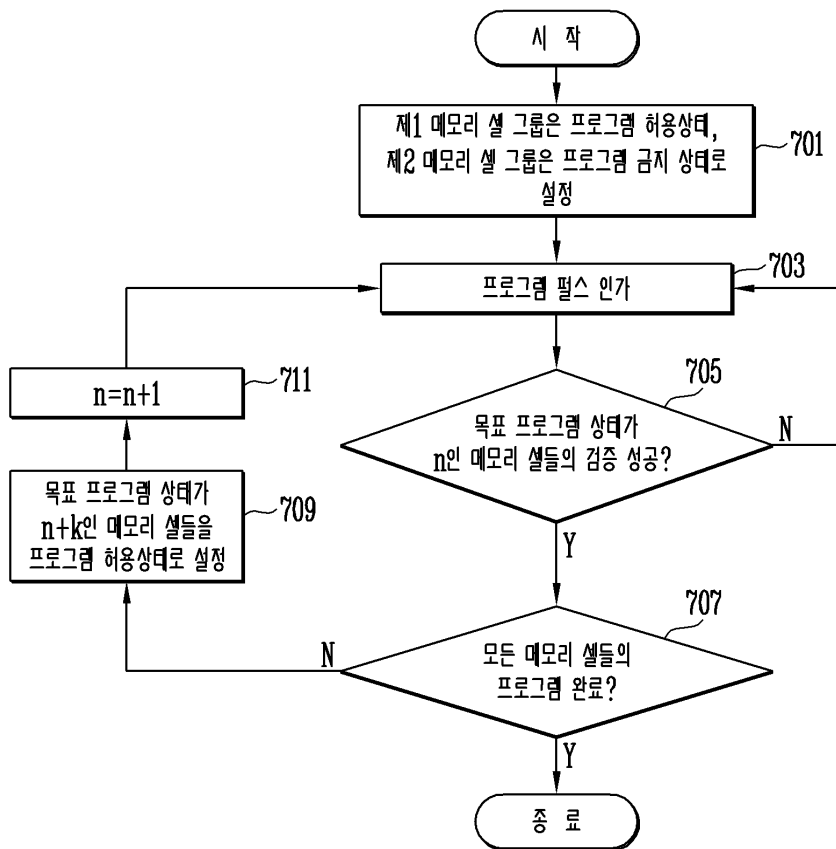 시 작
제1 메모리 셀 그룹은 프로그램 허용상태,
제2 메모리 셀 그룹은 프로그램 금지 상태로
설정
701
프로그램 펄스 인가
703
목표 프로그램 상태가
n인 메모리 셀들의 검증 성공?
705
N
Y
모든 메모리 셀들의
프로그램 완료?
707
N
Y
목표 프로그램 상태가
n+k인 메모리 셀들을
프로그램 허용상태로 설정
709
n=n+1
711
종 료